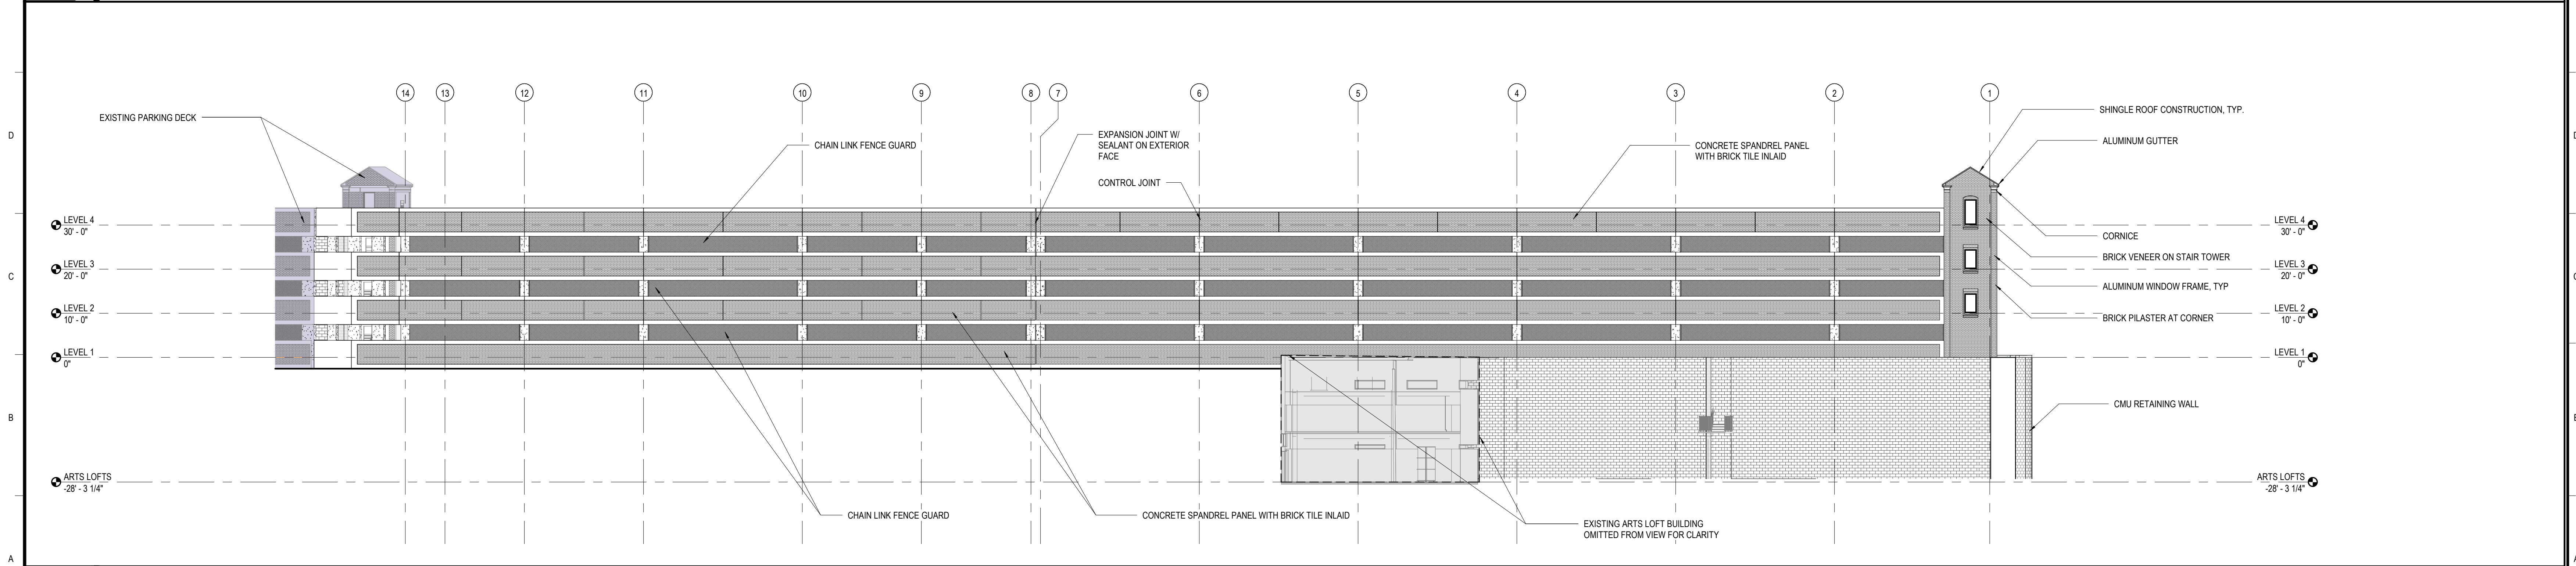 14
13
12
11
10
9
8
7
6
5
4
3
2
1
D
C
B
A
EXISTING PARKING DECK
CHAIN LINK FENCE GUARD
EXPANSION JOINT W/
SEALANT ON EXTERIOR
FACE
CONTROL JOINT
CONCRETE SPANDREL PANEL
WITH BRICK TILE INLAID
SHINGLE ROOF CONSTRUCTION, TYP.
ALUMINUM GUTTER
CORNICE
BRICK VENEER ON STAIR TOWER
ALUMINUM WINDOW FRAME, TYP
BRICK PILASTER AT CORNER
LEVEL 4
30' - 0"
LEVEL 3
20' - 0"
LEVEL 2
10' - 0"
LEVEL 1
0"
ARTS LOFTS
-28' - 3 1/4"
LEVEL 4
30' - 0"
LEVEL 3
20' - 0"
LEVEL 2
10' - 0"
LEVEL 1
0"
ARTS LOFTS
-28' - 3 1/4"
CMU RETAINING WALL
CHAIN LINK FENCE GUARD
CONCRETE SPANDREL PANEL WITH BRICK TILE INLAID
EXISTING ARTS LOFT BUILDING
OMITTED FROM VIEW FOR CLARITY